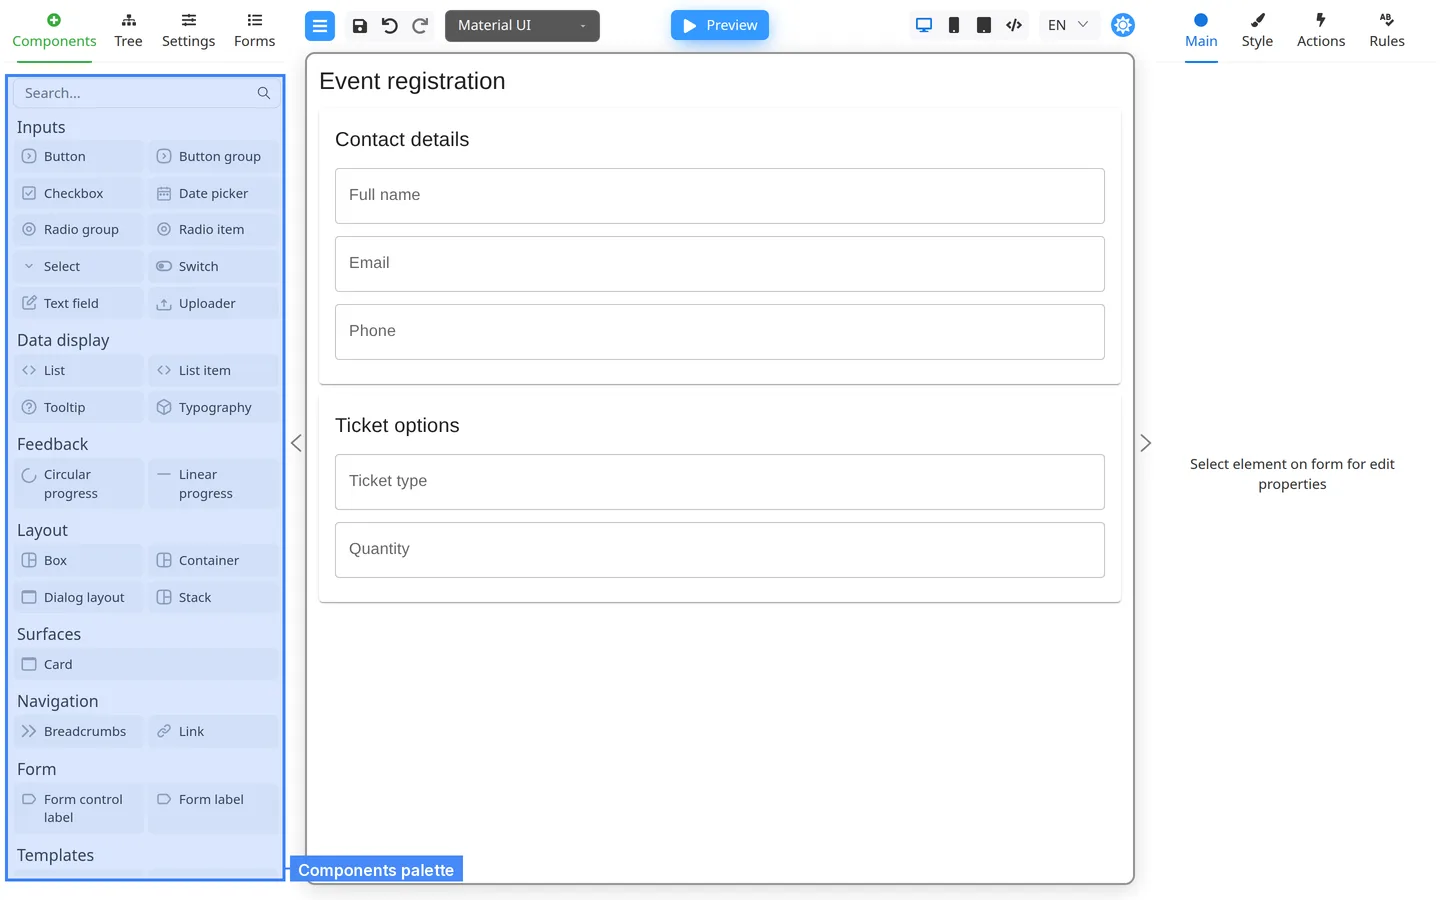 Components
Tree
Settings
Forms
Material UI
Preview
EN
Main
Style
Actions
AB
Rules
Search...
Inputs
Button
Button group
Checkbox
Date picker
Radio group
Radio item
Select
Switch
Text field
Uploader
Data display
List
List item
Tooltip
Typography
Feedback
Circular
progress
Linear
progress
Layout
Box
Container
Dialog layout
Stack
Surfaces
Card
Navigation
Breadcrumbs
Link
Form
Form control
label
Form label
Templates
Components palette
Event registration
Contact details
Full name
Email
Phone
Ticket options
Ticket type
Quantity
Select element on form for edit
properties